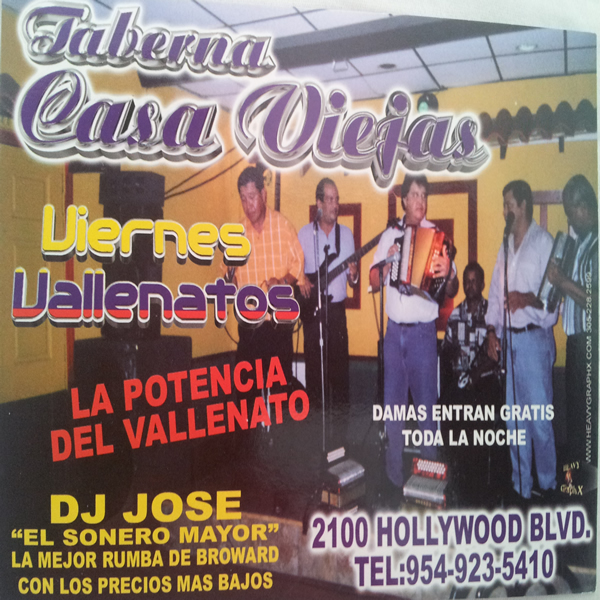 Taberna
Casa Viejas
Viernes
Vallenatos
LA POTENCIA
DEL VALLENATO
DAMAS ENTRAN GRATIS
TODA LA NOCHE
DJ JOSE
"EL SONERO MAYOR"
LA MEJOR RUMBA DE BROWARD
CON LOS PRECIOS MAS BAJOS
2100 HOLLYWOOD BLVD.
TEL:954-923-5410
WWW.HEAVYGRAPHX.COM 305.228.2599